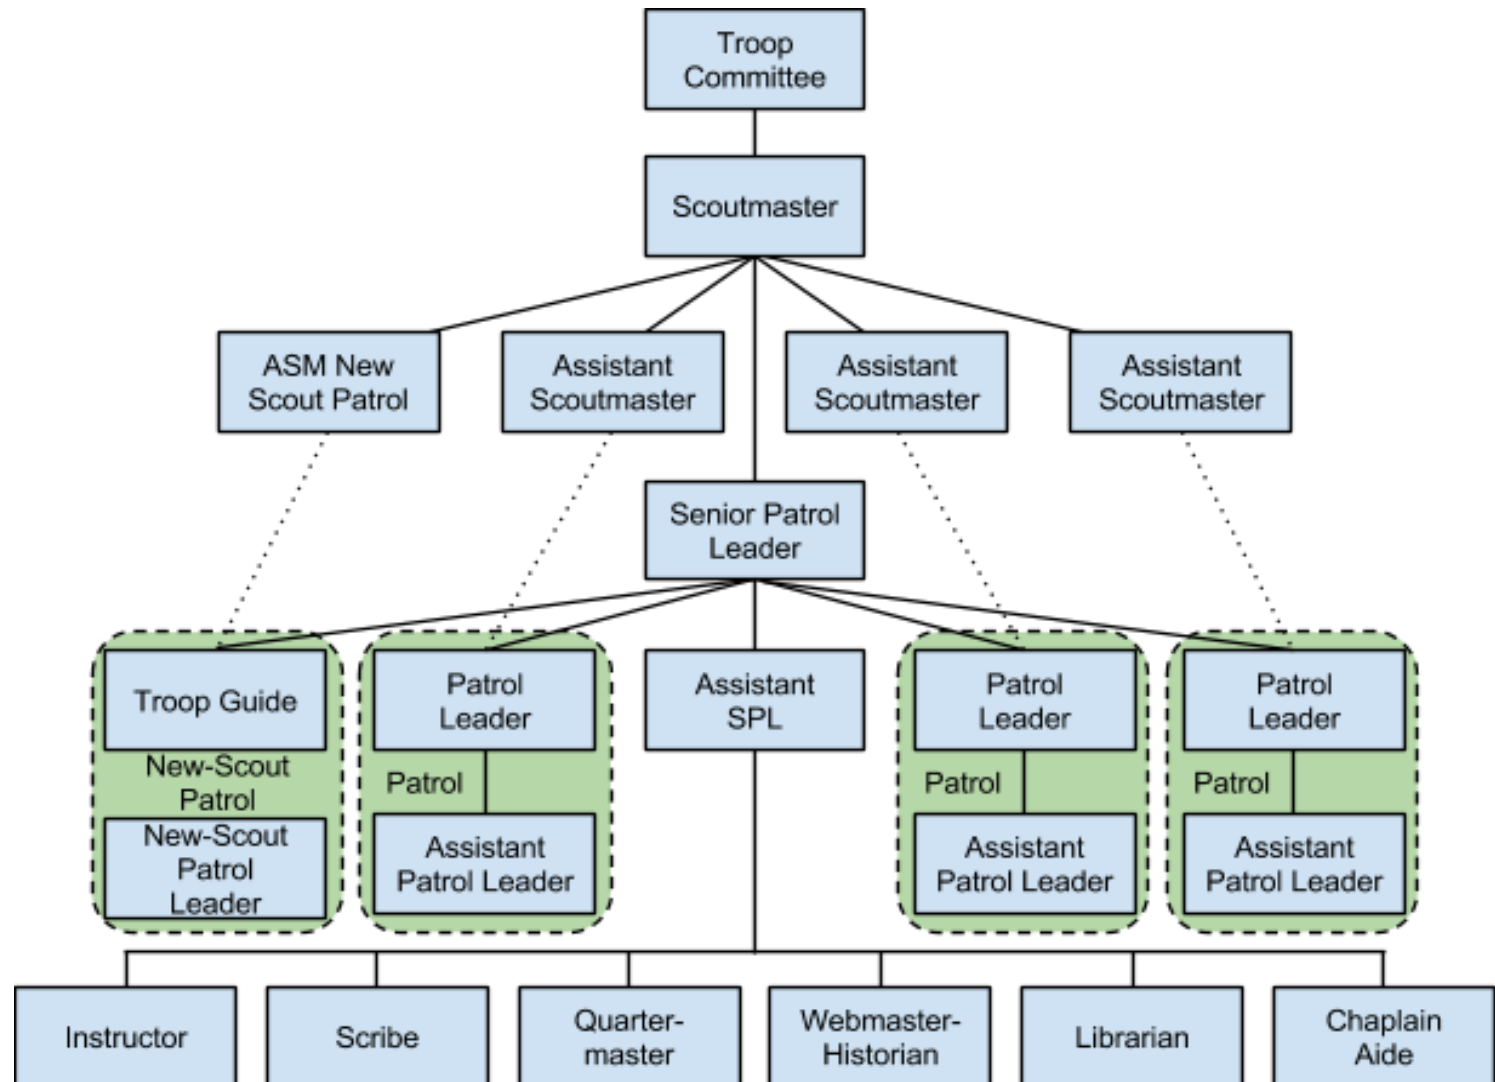 Troop
Committee
Scoutmaster
ASM New
Scout Patrol
Assistant
Scoutmaster
Assistant
Scoutmaster
Assistant
Scoutmaster
Senior Patrol
Leader
Troop Guide
New-Scout
Patrol
New-Scout
Patrol
Leader
Patrol
Leader
Patrol
Assistant
Patrol Leader
Assistant
SPL
Patrol
Leader
Patrol
Assistant
Patrol Leader
Patrol
Leader
Patrol
Assistant
Patrol Leader
Instructor
Scribe
Quarter-
master
Webmaster-
Historian
Librarian
Chaplain
Aide